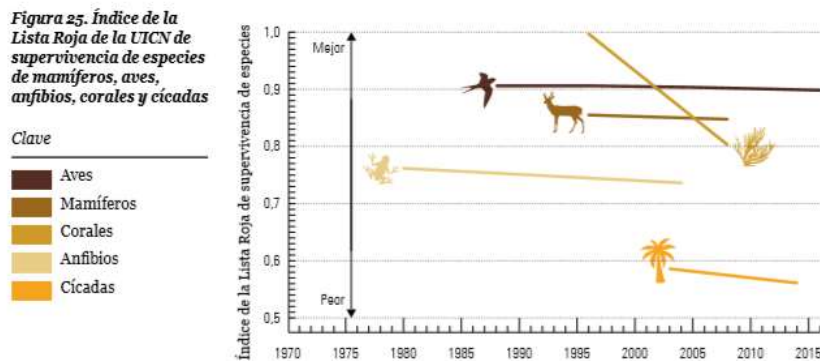 Figura 25. Índice de la
Lista Roja de la UICN de
supervivencia de especies
de mamíferos, aves,
anfibios, corales y cícadas
Clave
Aves
Mamíferos
Corales
Anfibios
Cícadas
Índice de la Lista Roja de supervivencia de especies
1,0
0,9
0,8
0,7
0,6
0,5
Mejor
Peor
1970
1975
1980
1985
1990
1995
2000
2005
2010
2015